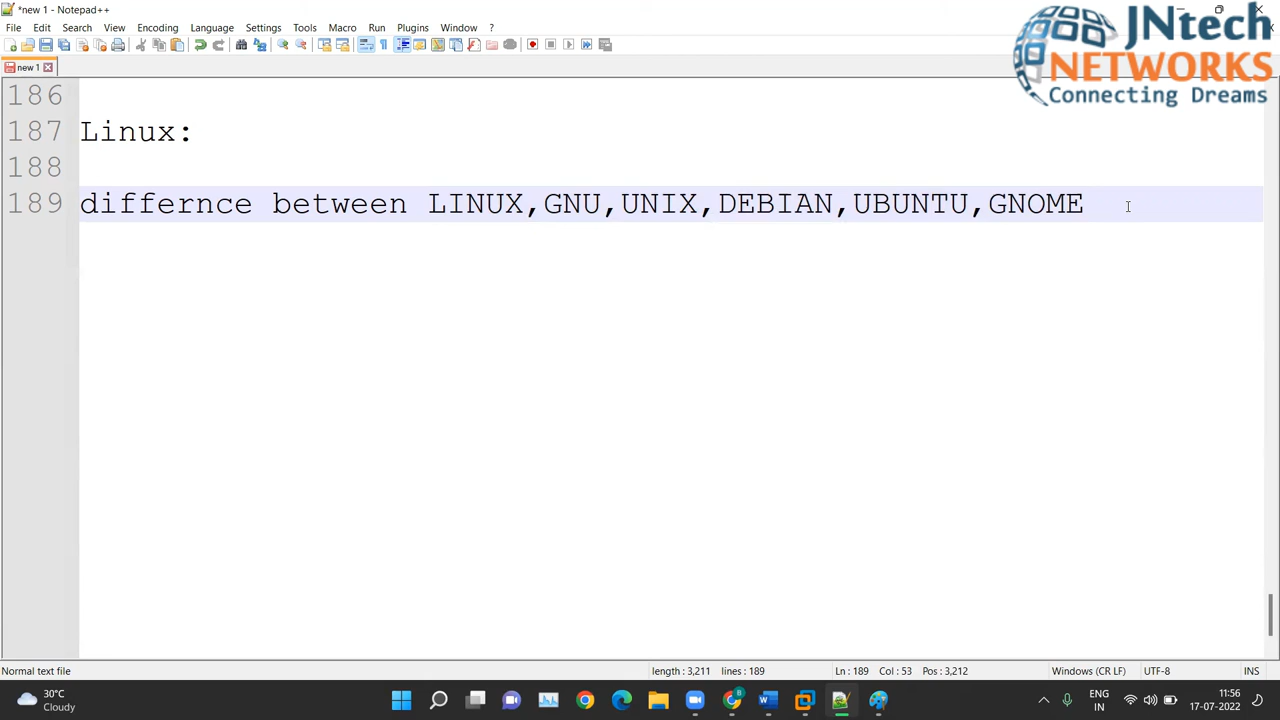 *new 1 - Notepad++
JNtech
NETWORKS
Connecting Dreams
File Edit Search View Encoding Language Settings Tools Macro Run Plugins Window ?
new 1
186
187 Linux:
188
189 differnce between LINUX,GNU,UNIX,DEBIAN,UBUNTU,GNOME
Normal text file length : 3,211 lines : 189 Ln : 189 Col : 53 Pos : 3,212 Windows (CR LF) UTF-8 INS
30°C
Cloudy
8
ENG
IN
11:56
17-07-2022